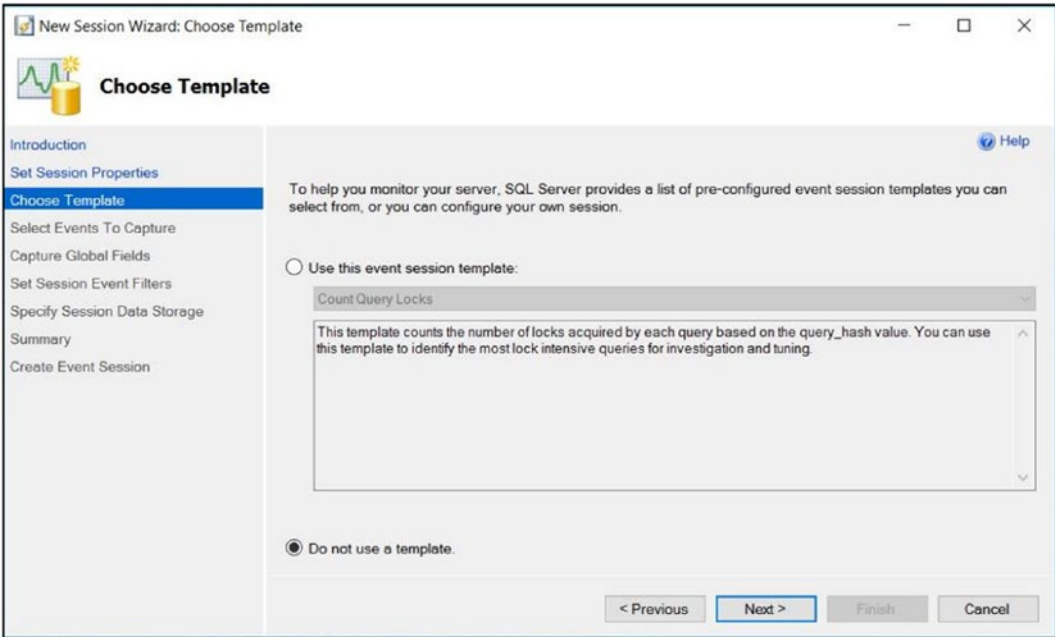 New Session Wizard: Choose Template
Choose Template
Introduction
Set Session Properties
Choose Template
Select Events To Capture
Capture Global Fields
Set Session Event Filters
Specify Session Data Storage
Summary
Create Event Session
Help
To help you monitor your server, SQL Server provides a list of pre-configured event session templates you can
select from, or you can configure your own session.
Use this event session template:
Count Query Locks
This template counts the number of locks acquired by each query based on the query_hash value. You can use
this template to identify the most lock intensive queries for investigation and tuning.
Do not use a template.
< Previous
Next >
Finish
Cancel